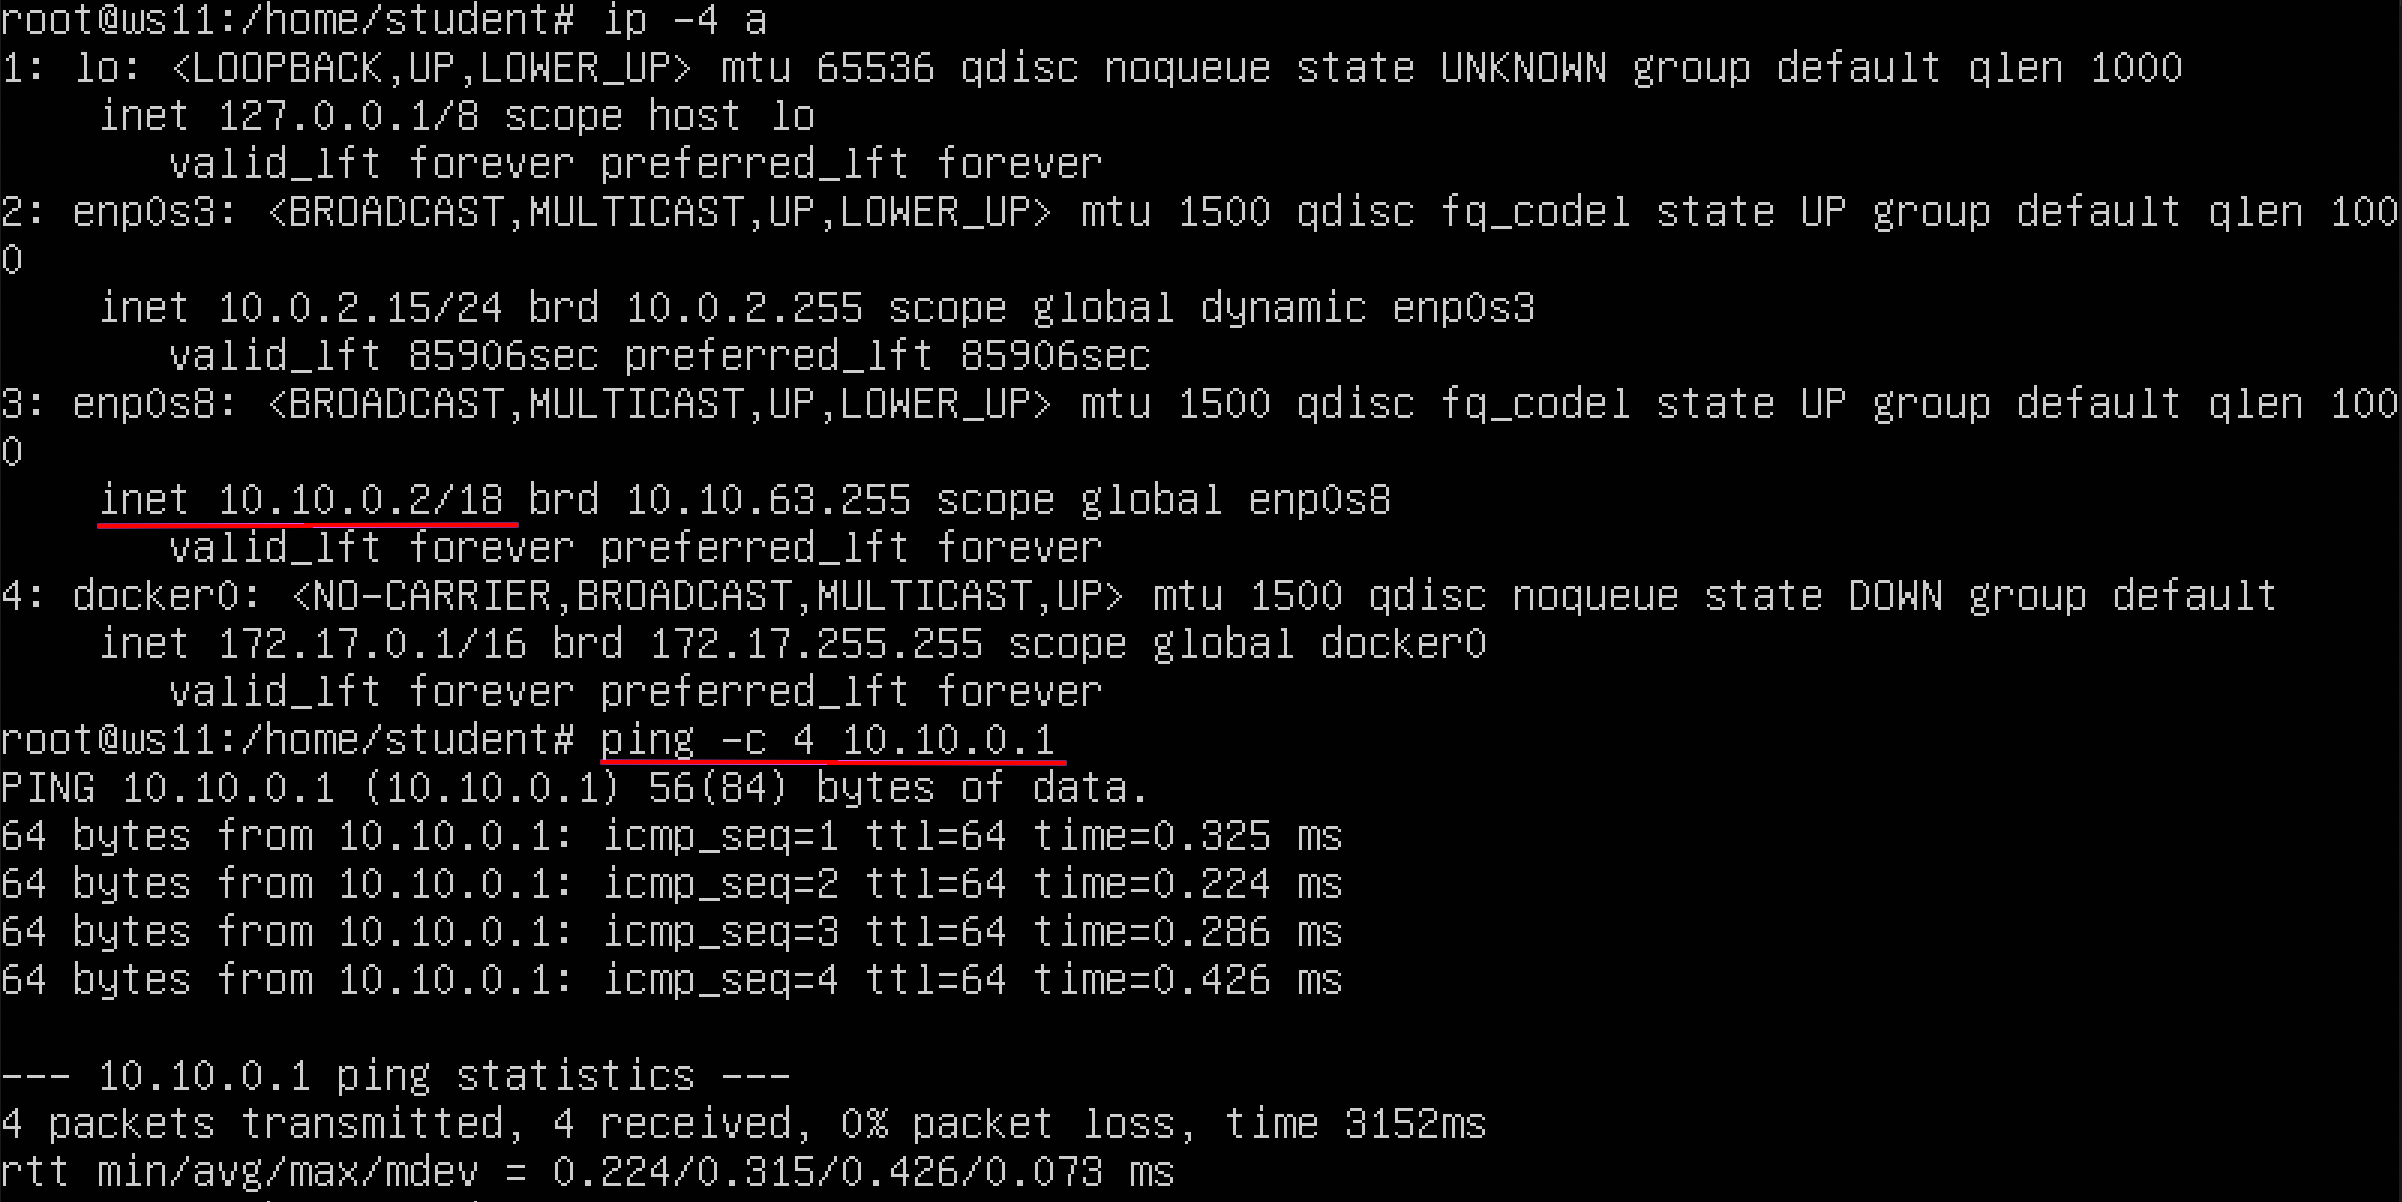 root@ws11:/home/student# ip -4 a
1: lo: <LOOPBACK,UP,LOWER_UP> mtu 65536 qdisc noqueue state UNKNOWN group default qlen 1000
    inet 127.0.0.1/8 scope host lo
       valid_lft forever preferred_lft forever
2: enp0s3: <BROADCAST,MULTICAST,UP,LOWER_UP> mtu 1500 qdisc fq_codel state UP group default qlen 100
0
    inet 10.0.2.15/24 brd 10.0.2.255 scope global dynamic enp0s3
       valid_lft 85906sec preferred_lft 85906sec
3: enp0s8: <BROADCAST,MULTICAST,UP,LOWER_UP> mtu 1500 qdisc fq_codel state UP group default qlen 100
0
    inet 10.10.0.2/18 brd 10.10.63.255 scope global enp0s8
       valid_lft forever preferred_lft forever
4: docker0: <NO-CARRIER,BROADCAST,MULTICAST,UP> mtu 1500 qdisc noqueue state DOWN group default
    inet 172.17.0.1/16 brd 172.17.255.255 scope global docker0
       valid_lft forever preferred_lft forever
root@ws11:/home/student# ping -c 4 10.10.0.1
PING 10.10.0.1 (10.10.0.1) 56(84) bytes of data.
64 bytes from 10.10.0.1: icmp_seq=1 ttl=64 time=0.325 ms
64 bytes from 10.10.0.1: icmp_seq=2 ttl=64 time=0.224 ms
64 bytes from 10.10.0.1: icmp_seq=3 ttl=64 time=0.286 ms
64 bytes from 10.10.0.1: icmp_seq=4 ttl=64 time=0.426 ms

--- 10.10.0.1 ping statistics ---
4 packets transmitted, 4 received, 0% packet loss, time 3152ms
rtt min/avg/max/mdev = 0.224/0.315/0.426/0.073 ms